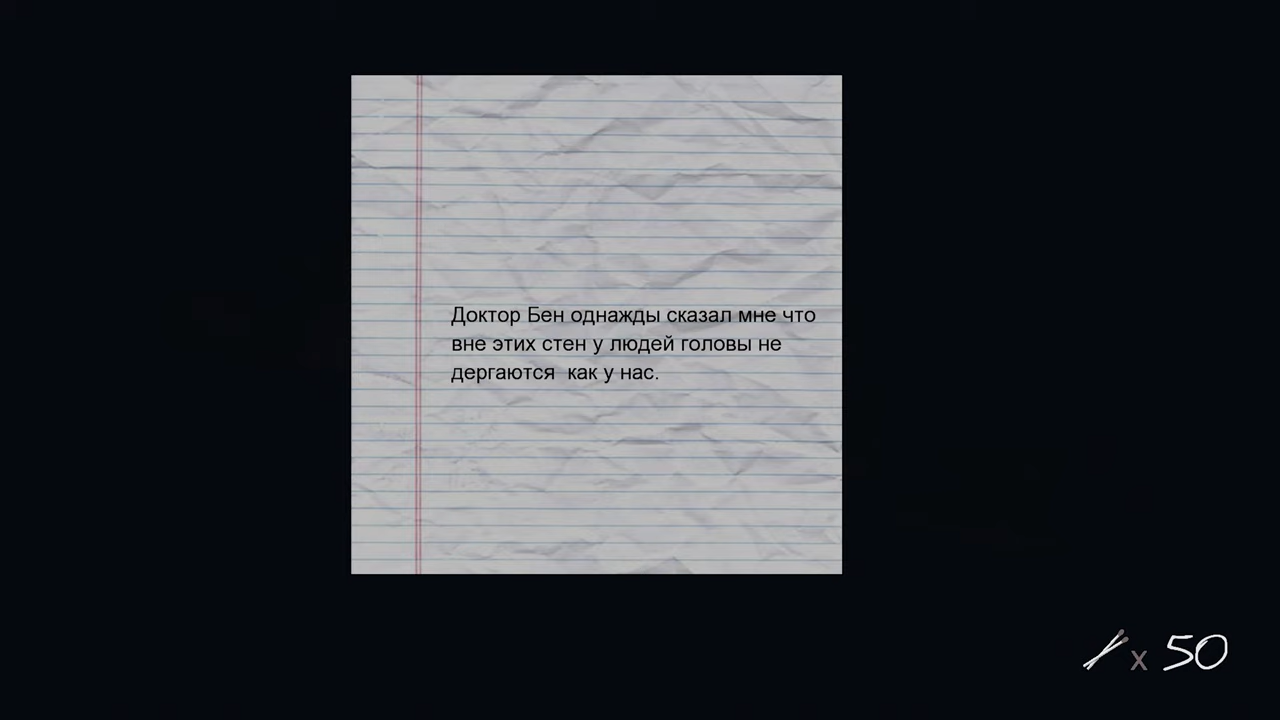 Доктор Бен однажды сказал мне что
вне этих стен у людей головы не
дергаются  как у нас.
x 50